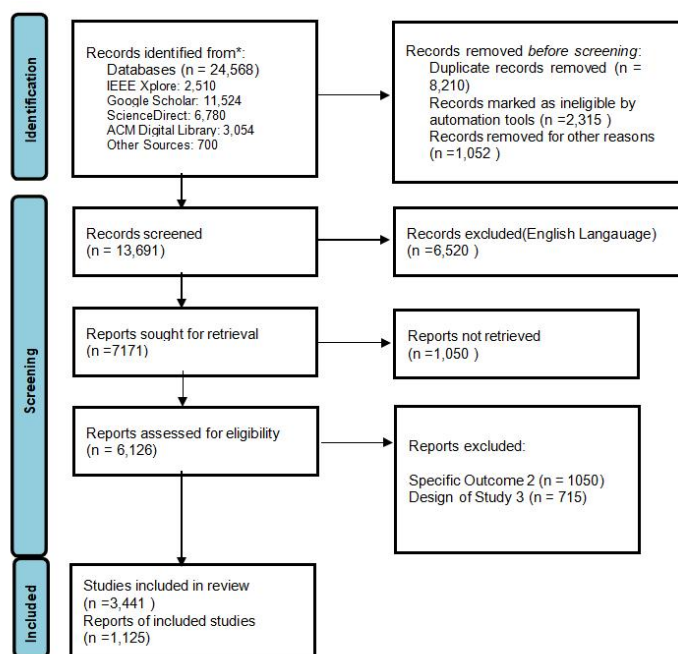 Identification
Records identified from*:
Databases (n = 24,568)
IEEE Xplore: 2,510
Google Scholar: 11,524
ScienceDirect: 6,780
ACM Digital Library: 3,054
Other Sources: 700
Records removed before screening:
Duplicate records removed (n =
8,210)
Records marked as ineligible by
automation tools (n =2,315 )
Records removed for other reasons
(n =1,052 )
Screening
Records screened
(n = 13,691)
Records excluded(English Langauage)
(n =6,520 )
Reports sought for retrieval
(n =7171)
Reports not retrieved
(n =1,050 )
Reports assessed for eligibility
(n = 6,126)
Reports excluded:
Specific Outcome 2 (n = 1050)
Design of Study 3 (n = 715)
Included
Studies included in review
(n =3,441 )
Reports of included studies
(n =1,125)